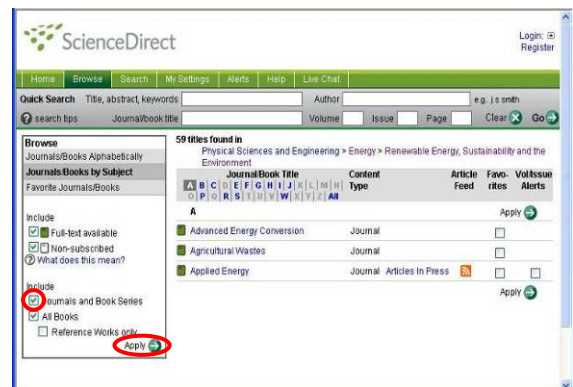 ScienceDirect
Login:
Register
Home Browse Search My Settings Alerts Help Live Chat
Quick Search Title, abstract, keywords Author e.g. j s smith
? search tips Journal/book title Volume Issue Page Clear Go
Browse
Journals/Books Alphabetically
Journals/Books by Subject
Favorite Journals/Books
Include
Full-text available
Non-subscribed
? What does this mean?
Include
Journals and Book Series
All Books
Reference Works only
Apply
59 titles found in
Physical Sciences and Engineering > Energy > Renewable Energy, Sustainability and the
Environment
Journal/Book Title Content Article Favo- Vol/Issue
A B C D E F G H I J K L M N Type Feed rites Alerts
O P Q R S T U V W X Y Z All
A Apply
Advanced Energy Conversion Journal
Agricultural Wastes Journal
Applied Energy Journal Articles In Press
Apply